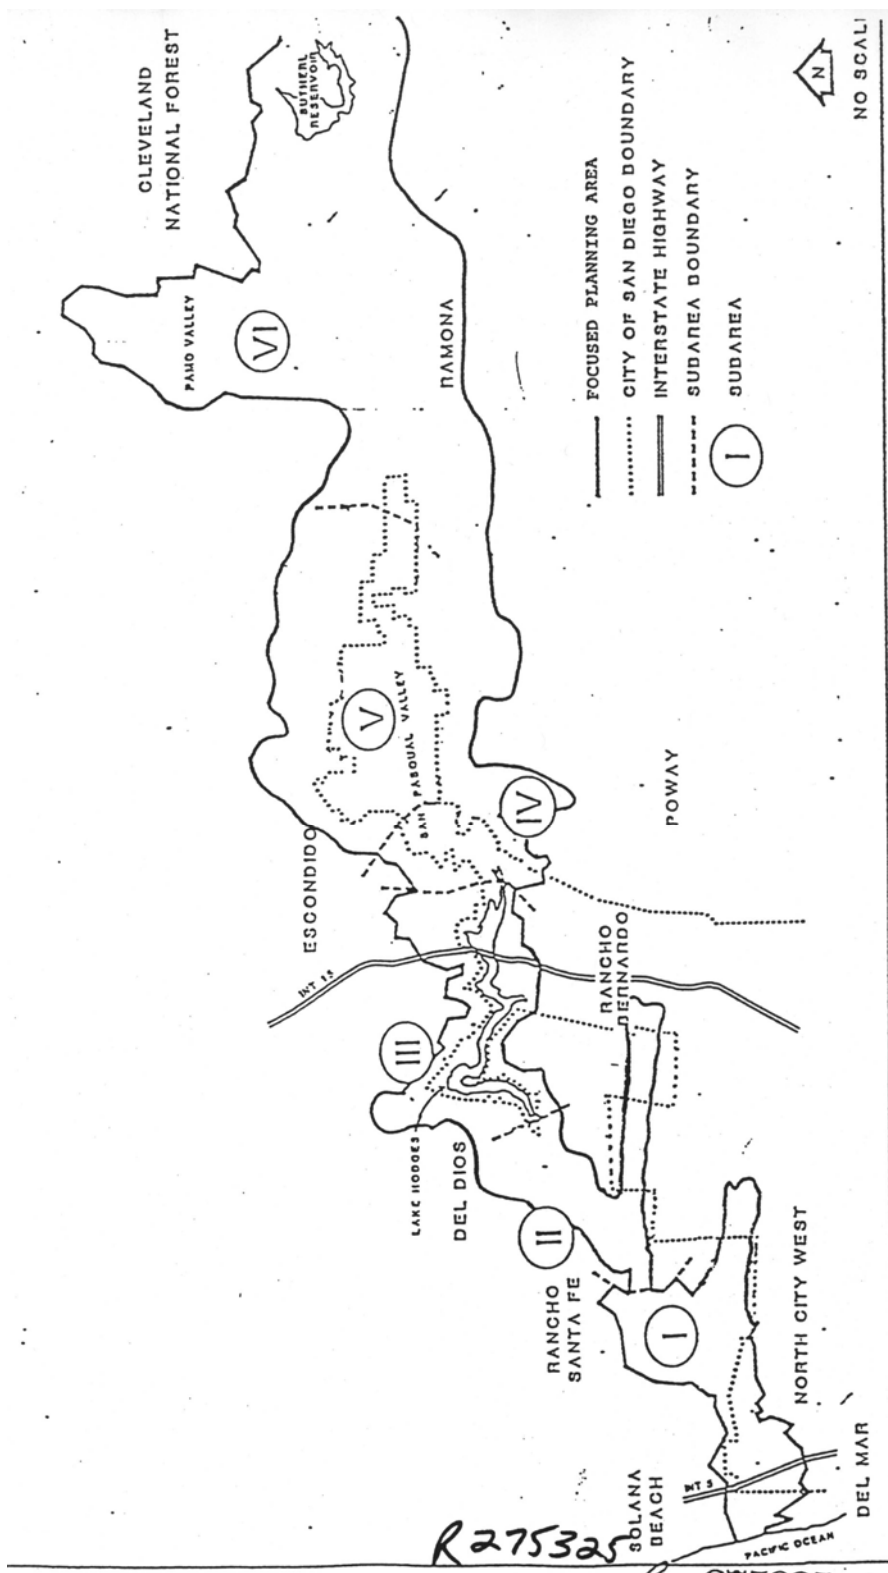 CLEVELAND
NATIONAL FOREST
SUTHERL
RESERVOIR
PAMO VALLEY
VI
RAMONA
ESCONDIDO
V
SAN PASQUAL VALLEY
IV
POWAY
INT 15
III
RANCHO
BERNARDO
LAKE HODGES
DEL DIOS
II
RANCHO
SANTA FE
I
NORTH CITY WEST
SOLANA
BEACH
INT 5
DEL MAR
PACIFIC OCEAN
FOCUSED PLANNING AREA
CITY OF SAN DIEGO BOUNDARY
INTERSTATE HIGHWAY
SUBAREA BOUNDARY
I
SUBAREA
N
NO SCAL
R275325